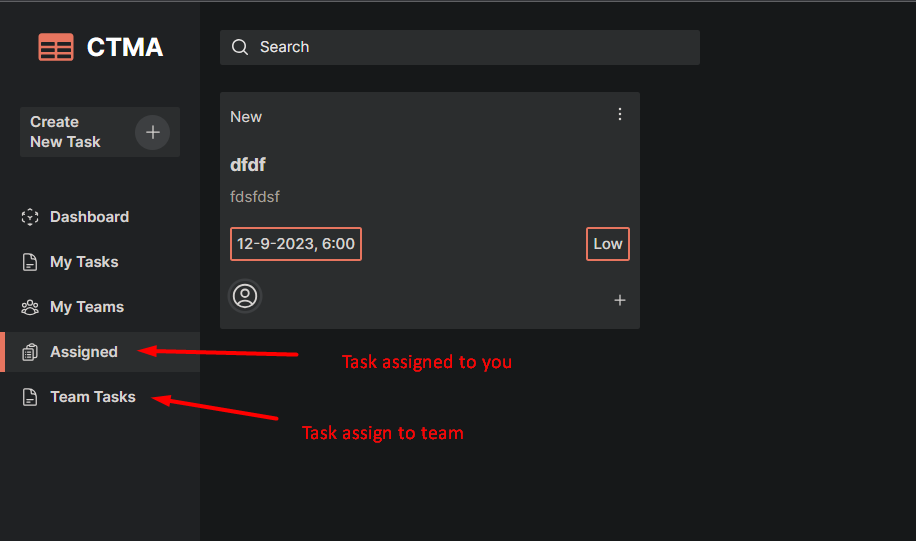 CTMA
Search
Create
New Task
New
dfdf
fdsfdsf
12-9-2023, 6:00
Low
Dashboard
My Tasks
My Teams
Assigned
Team Tasks
Task assigned to you
Task assign to team